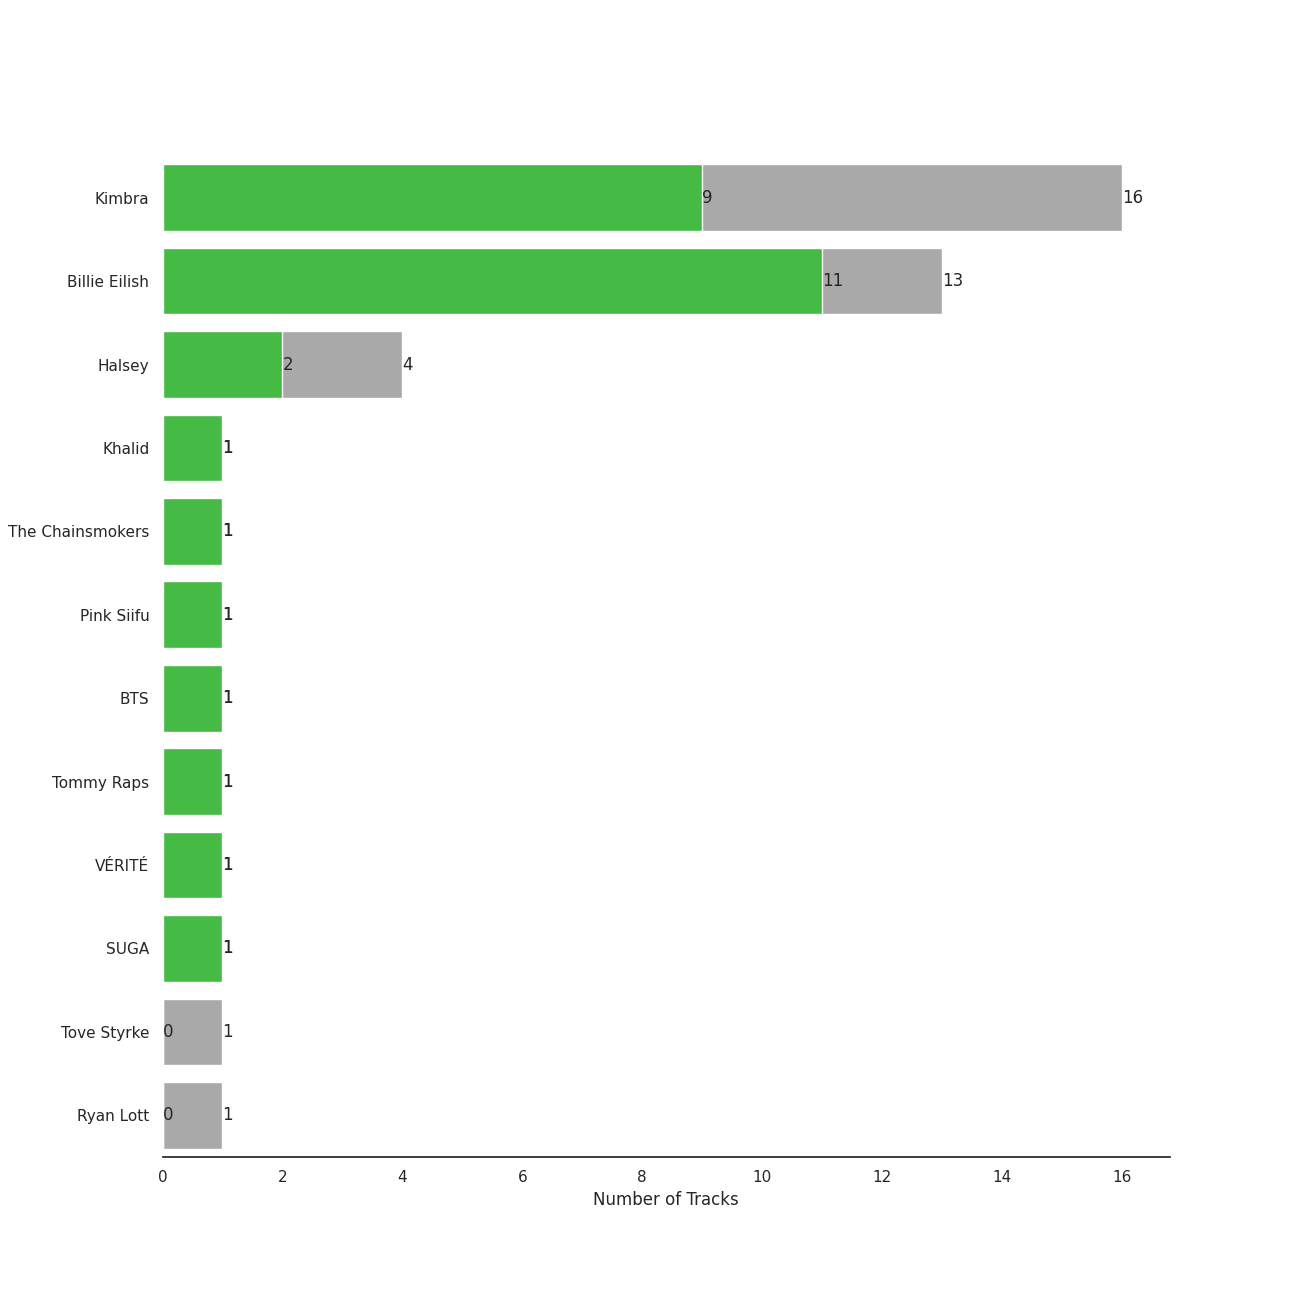 Kimbra 9 16
Billie Eilish 11 13
Halsey 2 4
Khalid 1
The Chainsmokers 1
Pink Siifu 1
BTS 1
Tommy Raps 1
VÉRITÉ 1
SUGA 1
Tove Styrke 0 1
Ryan Lott 0 1
0 2 4 6 8 10 12 14 16
Number of Tracks